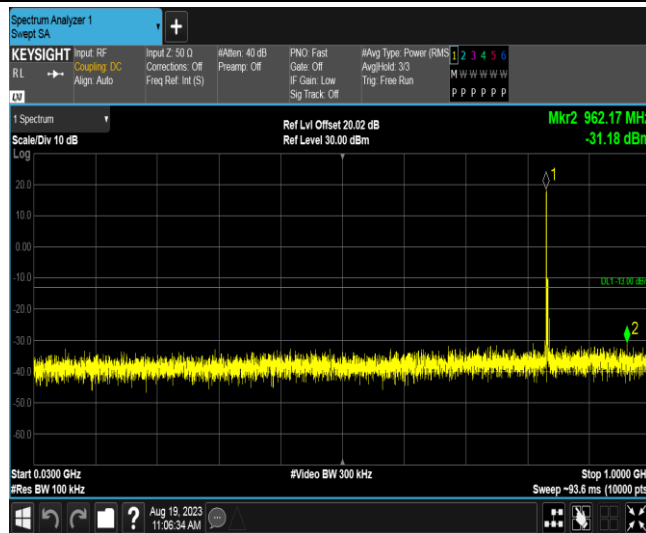 Spectrum Analyzer 1
Swept SA
+
KEYSIGHT
RL
LXI
Input: RF
Coupling: DC
Align: Auto
Input Z: 50 Ω
Corrections: Off
Freq Ref: Int (S)
#Atten: 40 dB
Preamp: Off
PNO: Fast
Gate: Off
IF Gain: Low
Sig Track: Off
#Avg Type: Power (RMS
Avg|Hold: 3/3
Trig: Free Run
1 2 3 4 5 6
M W W W W W
P P P P P P
1 Spectrum
Scale/Div 10 dB
Log
Ref Lvl Offset 20.02 dB
Ref Level 30.00 dBm
Mkr2 962.17 MHz
-31.18 dBm
1
20.0
10.0
0.00
-10.0
DL1 -13.00 dBm
-20.0
-30.0
2
-40.0
-50.0
-60.0
Start 0.0300 GHz
#Res BW 100 kHz
#Video BW 300 kHz
Stop 1.0000 GH
Sweep ~93.6 ms (10000 pts
?
Aug 19, 2023
11:06:34 AM